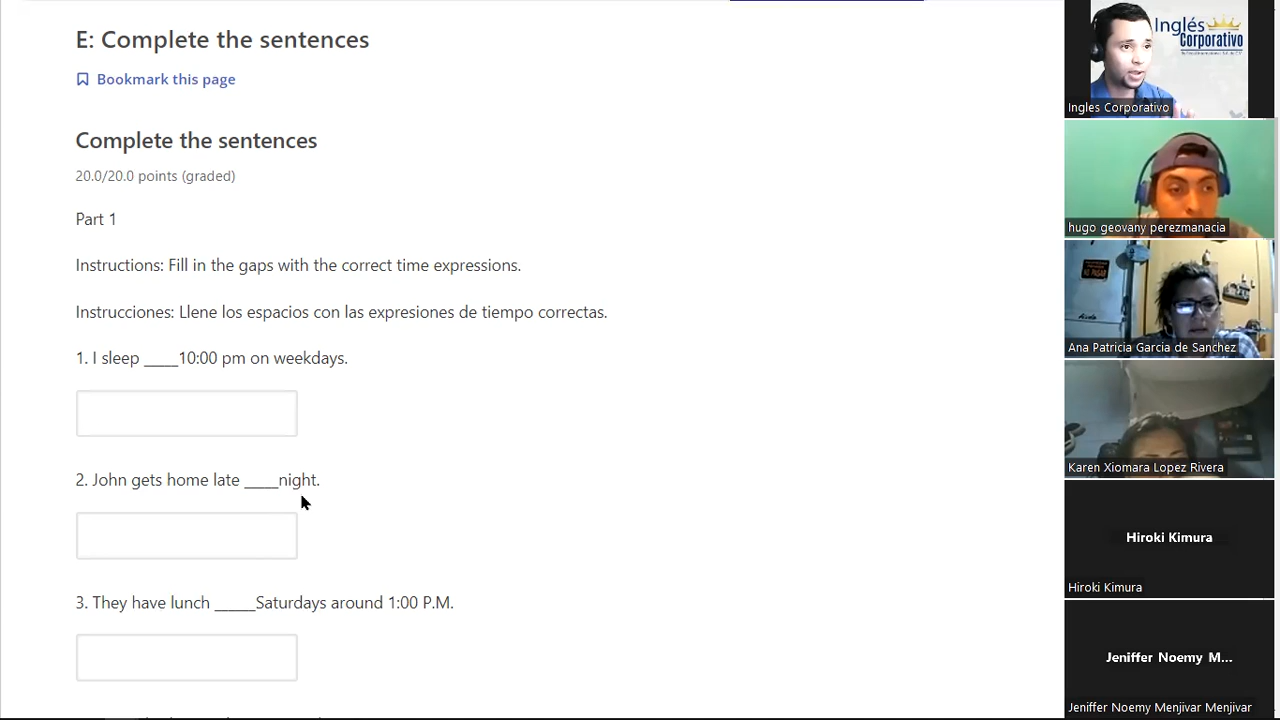 E: Complete the sentences
Bookmark this page
Complete the sentences
20.0/20.0 points (graded)
Part 1
Instructions: Fill in the gaps with the correct time expressions.
Instrucciones: Llene los espacios con las expresiones de tiempo correctas.
1. I sleep ____10:00 pm on weekdays.
2. John gets home late ____night.
3. They have lunch _____Saturdays around 1:00 P.M.
Inglés
Corporativo
Ingles Corporativo
hugo geovany perezmanacia
NO PASAR
Ana Patricia Garcia de Sanchez
Karen Xiomara Lopez Rivera
Hiroki Kimura
Hiroki Kimura
Jeniffer Noemy M...
Jeniffer Noemy Menjivar Menjivar